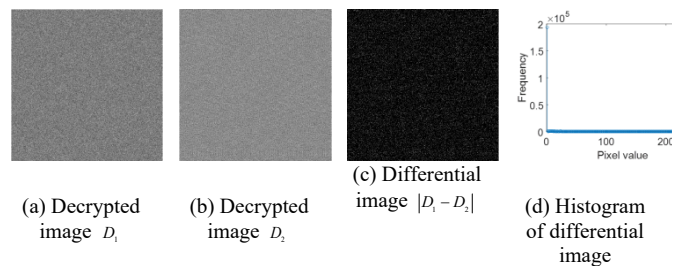 ×10⁵
2
1.5
1
0.5
0
Frequency
0 100 200
Pixel value
(a) Decrypted
image D₁
(b) Decrypted
image D₂
(c) Differential
image |D₁ − D₂|
(d) Histogram
of differential
image